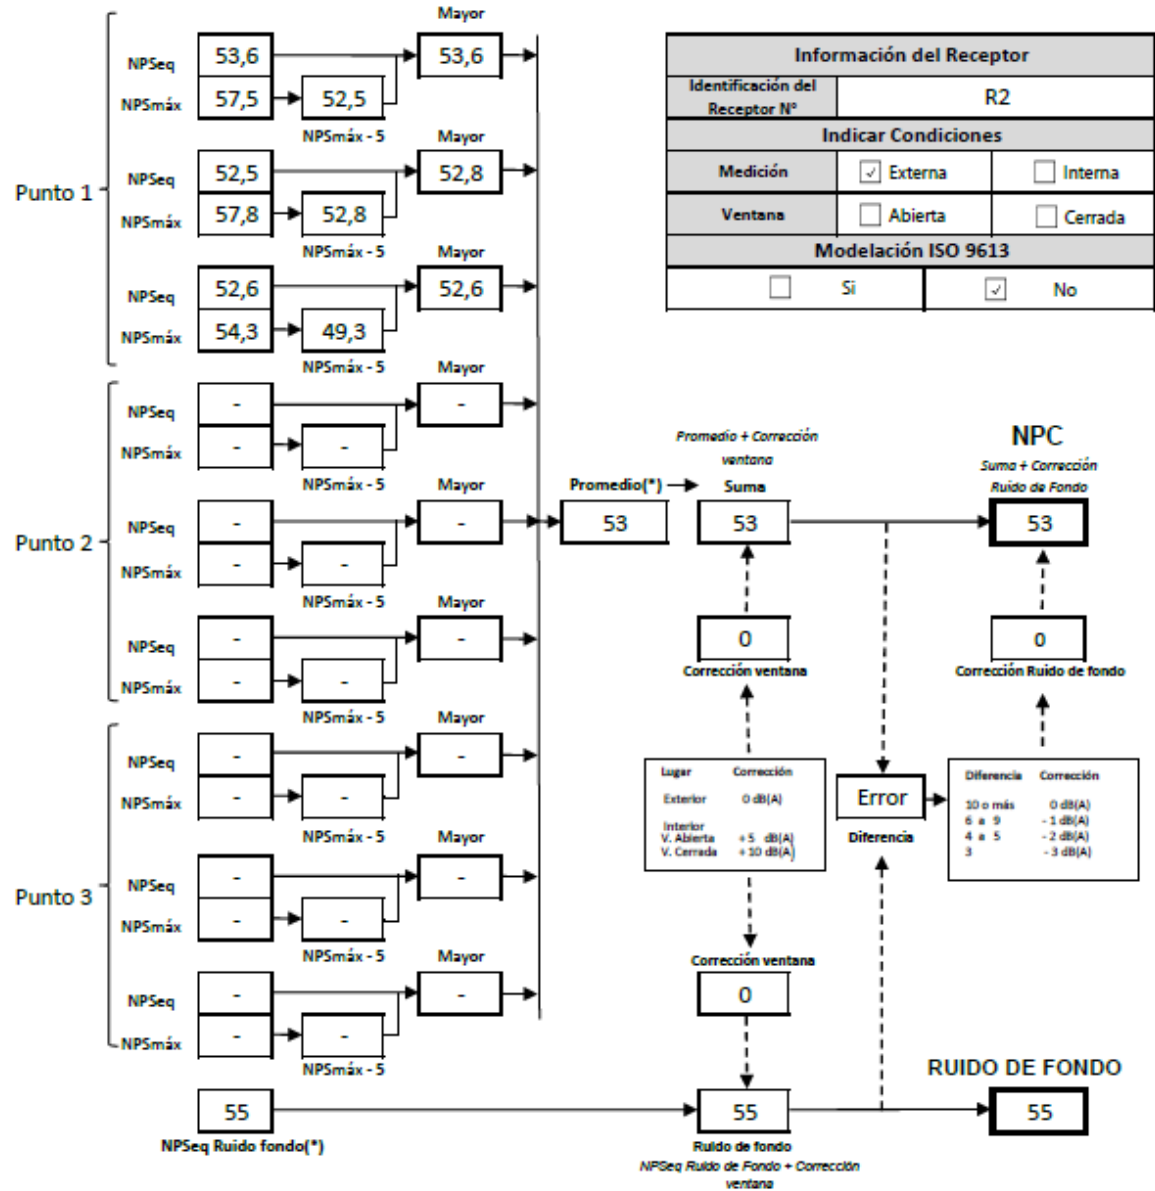 Mayor
NPSeq 53,6 53,6
NPSmáx 57,5 52,5
NPSmáx - 5 Mayor
Punto 1 NPSeq 52,5 52,8
NPSmáx 57,8 52,8
NPSmáx - 5 Mayor
NPSeq 52,6 52,6
NPSmáx 54,3 49,3
NPSmáx - 5 Mayor
NPSeq - -
NPSmáx - -
NPSmáx - 5 Mayor
Punto 2 NPSeq - -
NPSmáx - -
NPSmáx - 5 Mayor
NPSeq - -
NPSmáx - -
NPSmáx - 5 Mayor
NPSeq - -
NPSmáx - -
NPSmáx - 5 Mayor
Punto 3 NPSeq - -
NPSmáx - -
NPSmáx - 5 Mayor
NPSeq - -
NPSmáx - -
NPSmáx - 5
55
NPSeq Ruido fondo(*)
Información del Receptor
Identificación del
Receptor N°
R2
Indicar Condiciones
Medición ✓ Externa Interna
Ventana Abierta Cerrada
Modelación ISO 9613
Si ✓ No
Promedio(*)
53
Promedio + Corrección
ventana
Suma
53
NPC
Suma + Corrección
Ruido de Fondo
53
0
Corrección ventana
0
Corrección Ruido de fondo
Lugar Corrección
Exterior 0 dB(A)
Interior
V. Abierta +5 dB(A)
V. Cerrada +10 dB(A)
Error
Diferencia
Diferencia Corrección
10 o más 0 dB(A)
6 a 9 - 1 dB(A)
4 a 5 - 2 dB(A)
3 - 3 dB(A)
Corrección ventana
0
55
Ruido de fondo
NPSeq Ruido de Fondo + Corrección
ventana
RUIDO DE FONDO
55